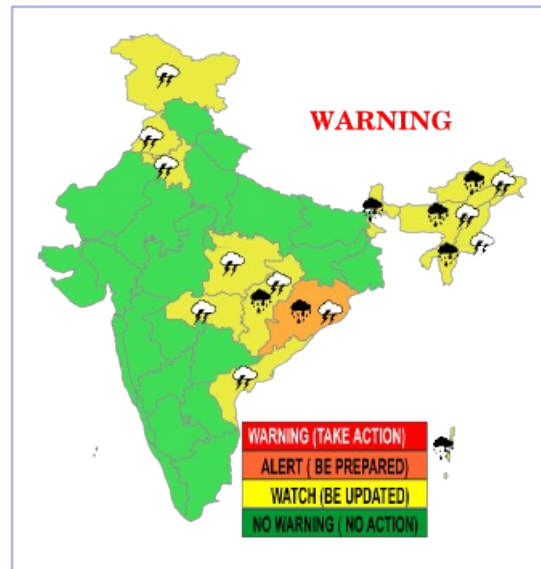 WARNING
WARNING (TAKE ACTION)
ALERT ( BE PREPARED)
WATCH (BE UPDATED)
NO WARNING ( NO ACTION)